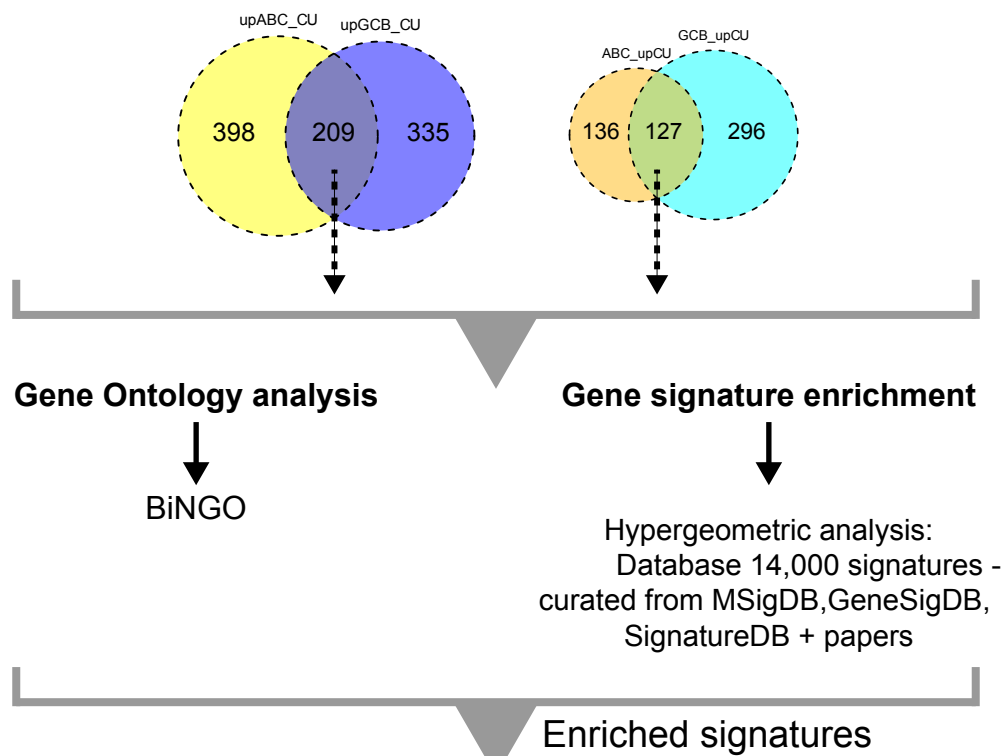 upABC_CU
upGCB_CU
ABC_upCU
GCB_upCU
398
209
335
136
127
296
Gene Ontology analysis
Gene signature enrichment
BiNGO
Hypergeometric analysis:
Database 14,000 signatures -
curated from MSigDB,GeneSigDB,
SignatureDB + papers
Enriched signatures